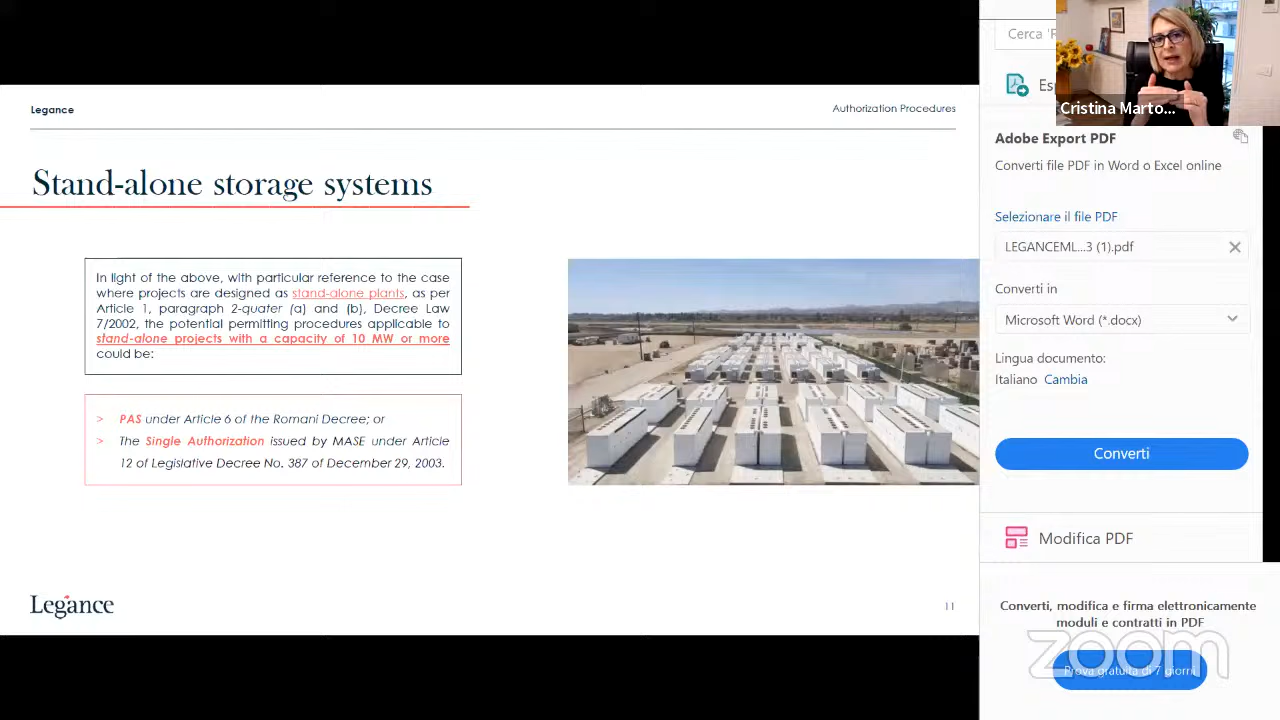 Legance
Authorization Procedures
Stand-alone storage systems
In light of the above, with particular reference to the case
where projects are designed as stand-alone plants, as per
Article 1, paragraph 2-quater (a) and (b), Decree Law
7/2002, the potential permitting procedures applicable to
stand-alone projects with a capacity of 10 MW or more
could be:
> PAS under Article 6 of the Romani Decree; or
> The Single Authorization issued by MASE under Article
12 of Legislative Decree No. 387 of December 29, 2003.
Legance
11
Cerca 'R
Esp
Cristina Marto...
Adobe Export PDF
Converti file PDF in Word o Excel online
Selezionare il file PDF
LEGANCEML...3 (1).pdf
Converti in
Microsoft Word (*.docx)
Lingua documento:
Italiano Cambia
Converti
Modifica PDF
Converti, modifica e firma elettronicamente
moduli e contratti in PDF
zoom
Prova gratuita di 7 giorni